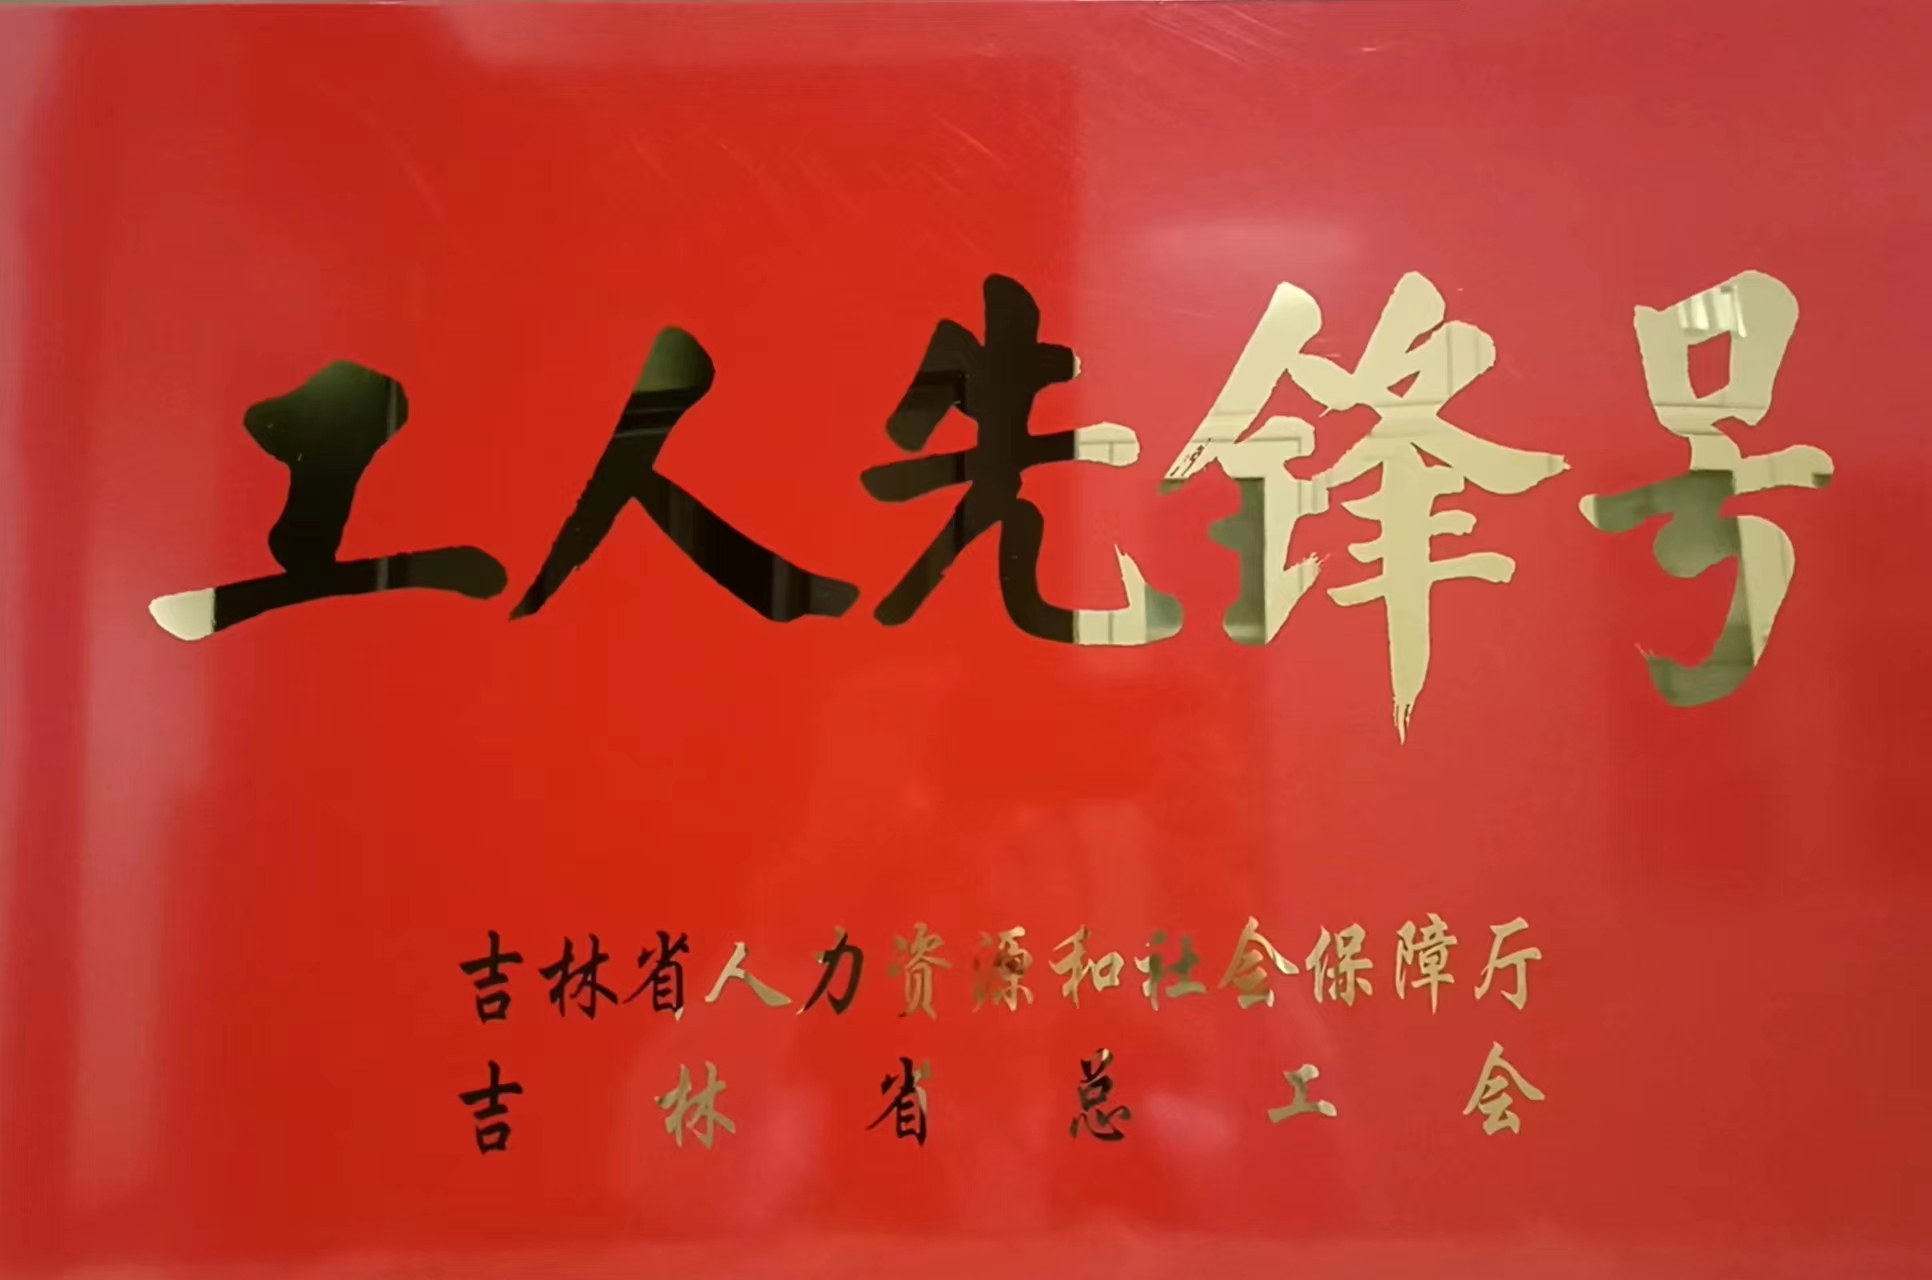 工人先锋号
吉林省人力资源和社会保障厅
吉林省总工会